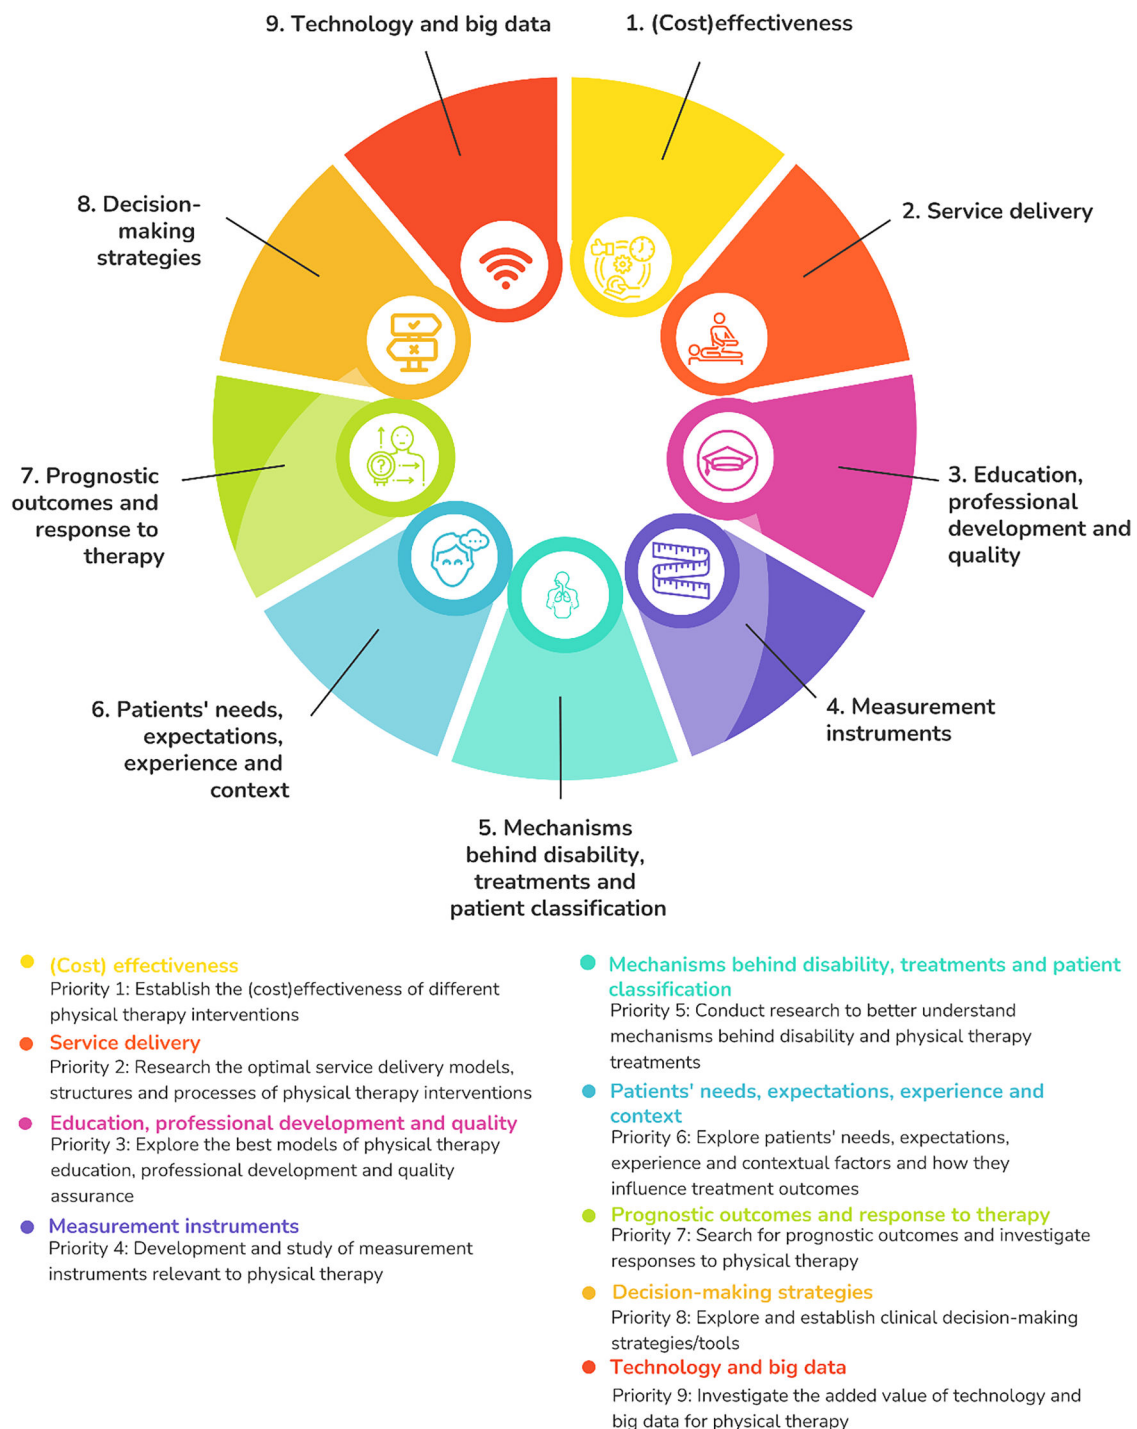 9. Technology and big data
1. (Cost)effectiveness
8. Decision-
making
strategies
2. Service delivery
7. Prognostic
outcomes and
response to
therapy
3. Education,
professional
development and
quality
6. Patients' needs,
expectations,
experience and
context
4. Measurement
instruments
5. Mechanisms
behind disability,
treatments and
patient classification
(Cost) effectiveness
Priority 1: Establish the (cost)effectiveness of different
physical therapy interventions
Service delivery
Priority 2: Research the optimal service delivery models,
structures and processes of physical therapy interventions
Education, professional development and quality
Priority 3: Explore the best models of physical therapy
education, professional development and quality
assurance
Measurement instruments
Priority 4: Development and study of measurement
instruments relevant to physical therapy
Mechanisms behind disability, treatments and patient
classification
Priority 5: Conduct research to better understand
mechanisms behind disability and physical therapy
treatments
Patients' needs, expectations, experience and
context
Priority 6: Explore patients' needs, expectations,
experience and contextual factors and how they
influence treatment outcomes
Prognostic outcomes and response to therapy
Priority 7: Search for prognostic outcomes and investigate
responses to physical therapy
Decision-making strategies
Priority 8: Explore and establish clinical decision-making
strategies/tools
Technology and big data
Priority 9: Investigate the added value of technology and
big data for physical therapy